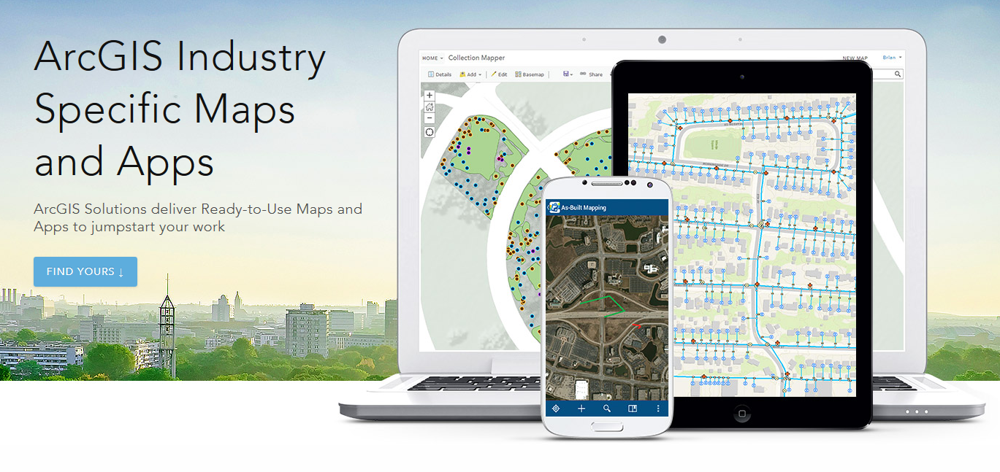 ArcGIS Industry
Specific Maps
and Apps
ArcGIS Solutions deliver Ready-to-Use Maps and
Apps to jumpstart your work
FIND YOURS ↓
HOME Collection Mapper
NEW MAP Brian
Details Add Edit Basemap Share
As-Built Mapping